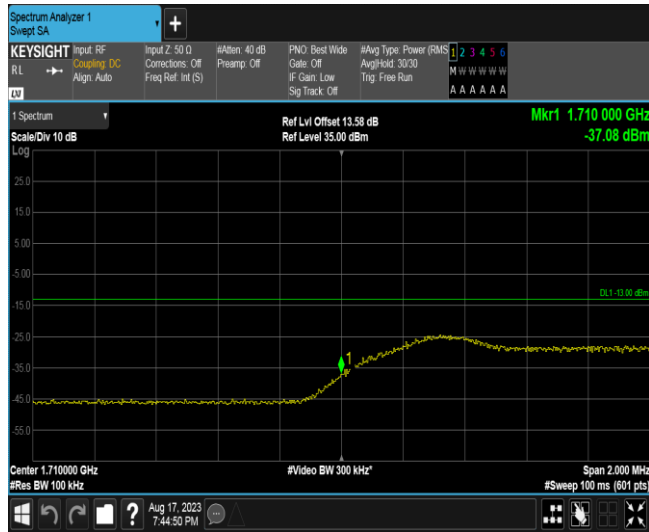 Spectrum Analyzer 1
Swept SA
+
KEYSIGHT
RL
LXI
Input: RF
Coupling: DC
Align: Auto
Input Z: 50 Ω
Corrections: Off
Freq Ref: Int (S)
#Atten: 40 dB
Preamp: Off
PNO: Best Wide
Gate: Off
IF Gain: Low
Sig Track: Off
#Avg Type: Power (RMS
Avg|Hold: 30/30
Trig: Free Run
1 2 3 4 5 6
M W W W W W
A A A A A A
1 Spectrum
Scale/Div 10 dB
Log
Ref Lvl Offset 13.58 dB
Ref Level 35.00 dBm
Mkr1 1.710 000 GHz
-37.08 dBm
25.0
15.0
5.00
-5.00
DL1 -13.00 dBm
-15.0
-25.0
1
-35.0
-45.0
-55.0
Center 1.710000 GHz
#Res BW 100 kHz
#Video BW 300 kHz*
Span 2.000 MHz
#Sweep 100 ms (601 pts)
?
Aug 17, 2023
7:44:50 PM